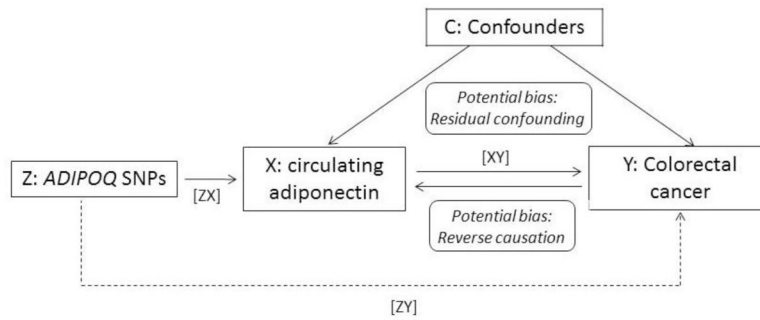 C: Confounders
Potential bias:
Residual confounding
[XY]
Z: ADIPOQ SNPs
[ZX]
X: circulating
adiponectin
Y: Colorectal
cancer
Potential bias:
Reverse causation
[ZY]